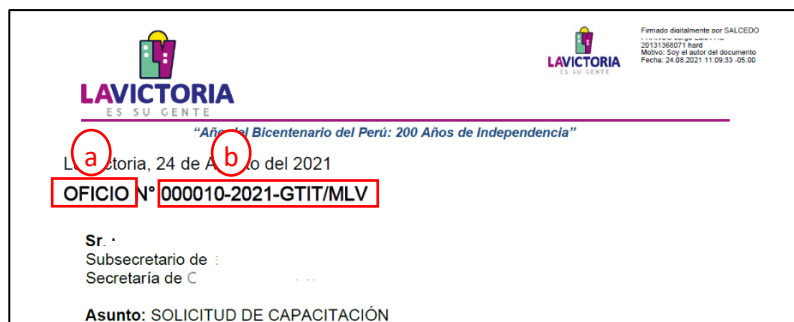 LAVICTORIA
ES SU GENTE
LAVICTORIA
ES SU GENTE
Firmado digitalmente por SALCEDO
20131368071 hard
Motivo: Soy el autor del documento
Fecha: 24.08.2021 11:09:33 -05:00
“Año del Bicentenario del Perú: 200 Años de Independencia”
a
b
La Victoria, 24 de Agosto del 2021
OFICIO N° 000010-2021-GTIT/MLV
Sr.
Subsecretario de
Secretaría de C
Asunto: SOLICITUD DE CAPACITACIÓN